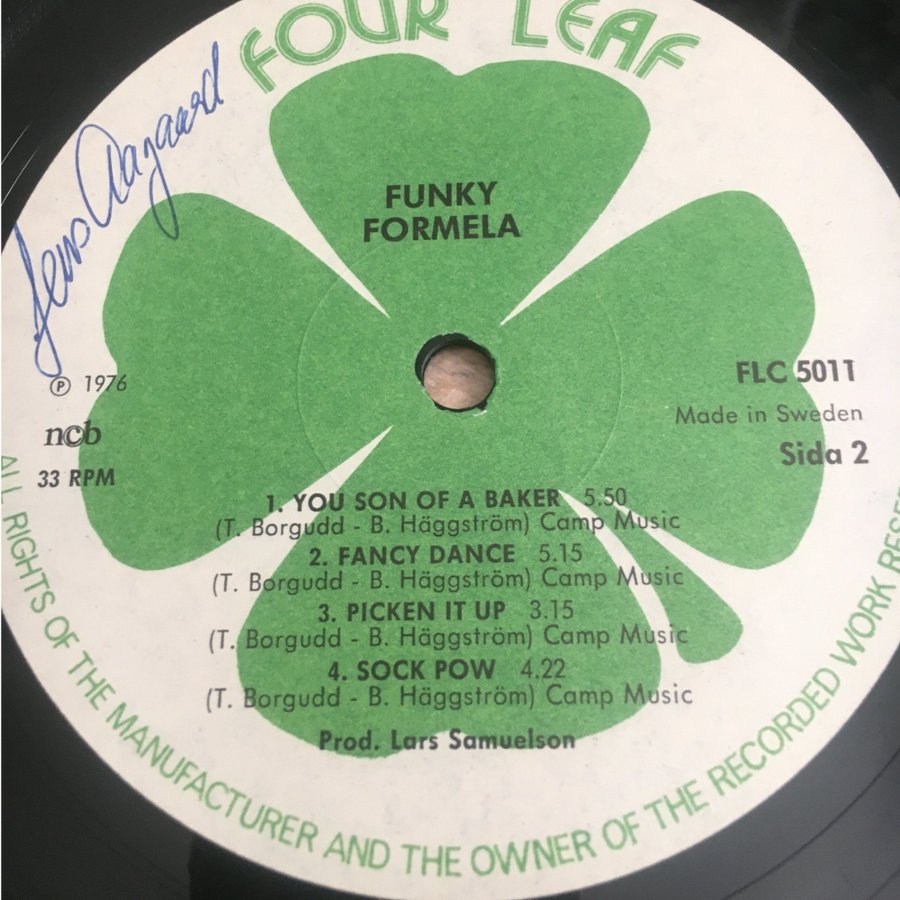 FOUR LEAF
Jens Aagaard
FUNKY
FORMELA
℗ 1976
ncb
33 RPM
FLC 5011
Made in Sweden
Sida 2
1. YOU SON OF A BAKER 5.50
(T. Borgudd - B. Häggström) Camp Music
2. FANCY DANCE 5.15
(T. Borgudd - B. Häggström) Camp Music
3. PICKEN IT UP 3.15
(T. Borgudd - B. Häggström) Camp Music
4. SOCK POW 4.22
(T. Borgudd - B. Häggström) Camp Music
Prod. Lars Samuelson
ALL RIGHTS OF THE MANUFACTURER AND THE OWNER OF THE RECORDED WORK RESE